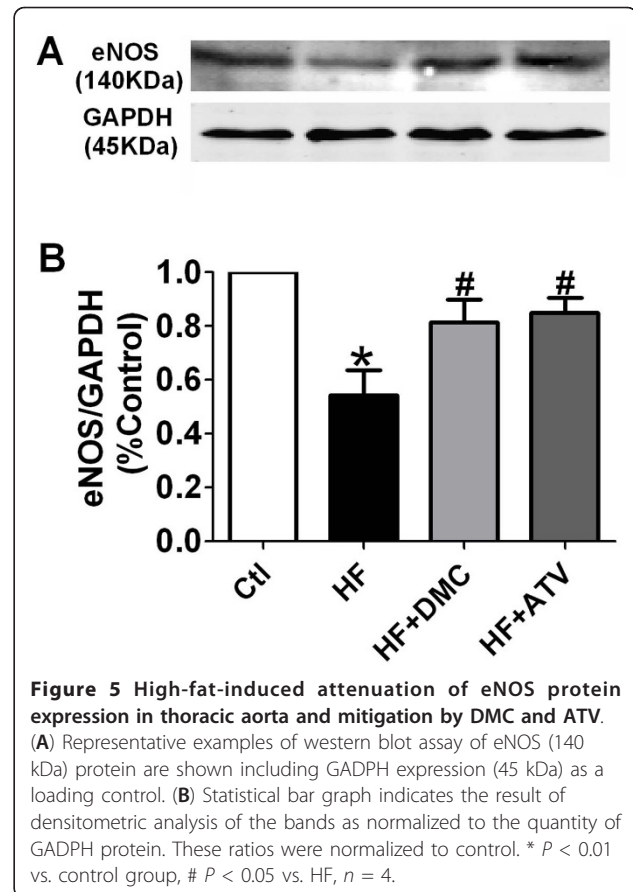 A
eNOS
(140KDa)
GAPDH
(45KDa)
B
eNOS/GAPDH
(%Control)
1.0
0.8
0.6
0.4
0.2
0.0
*
#
#
Ctl
HF
HF+DMC
HF+ATV
Figure 5 High-fat-induced attenuation of eNOS protein
expression in thoracic aorta and mitigation by DMC and ATV.
(A) Representative examples of western blot assay of eNOS (140
kDa) protein are shown including GADPH expression (45 kDa) as a
loading control. (B) Statistical bar graph indicates the result of
densitometric analysis of the bands as normalized to the quantity of
GADPH protein. These ratios were normalized to control. * P < 0.01
vs. control group, # P < 0.05 vs. HF, n = 4.